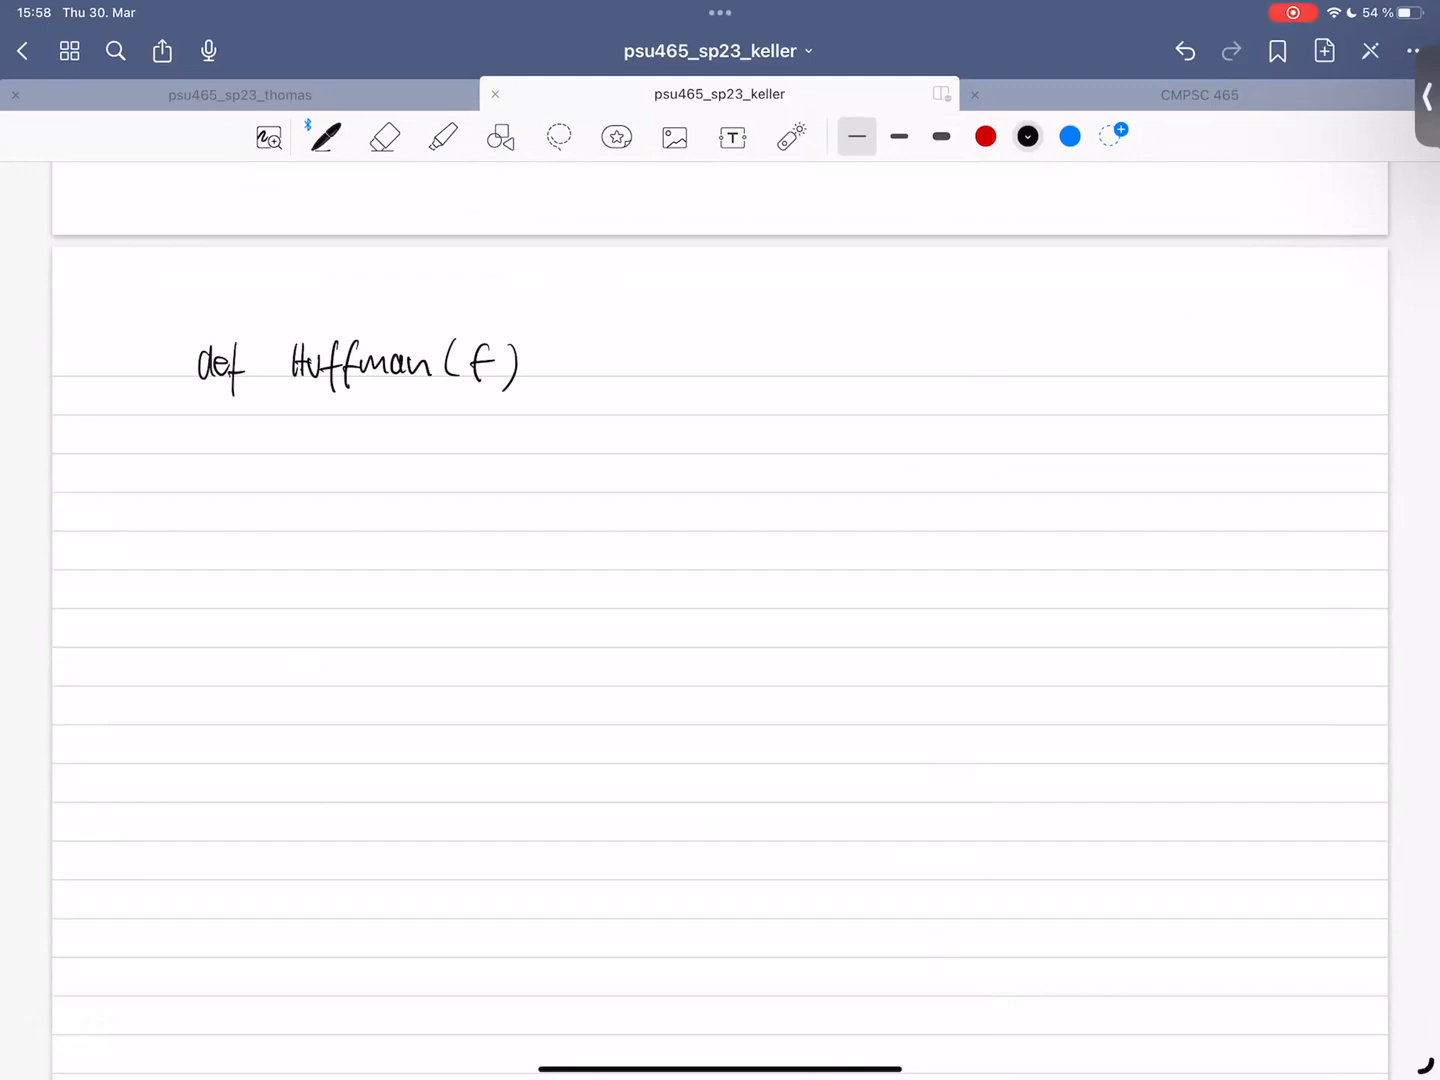 15:58 Thu 30. Mar 54 %
psu465_sp23_keller
psu465_sp23_thomas psu465_sp23_keller CMPSC 465
def Huffman (f)